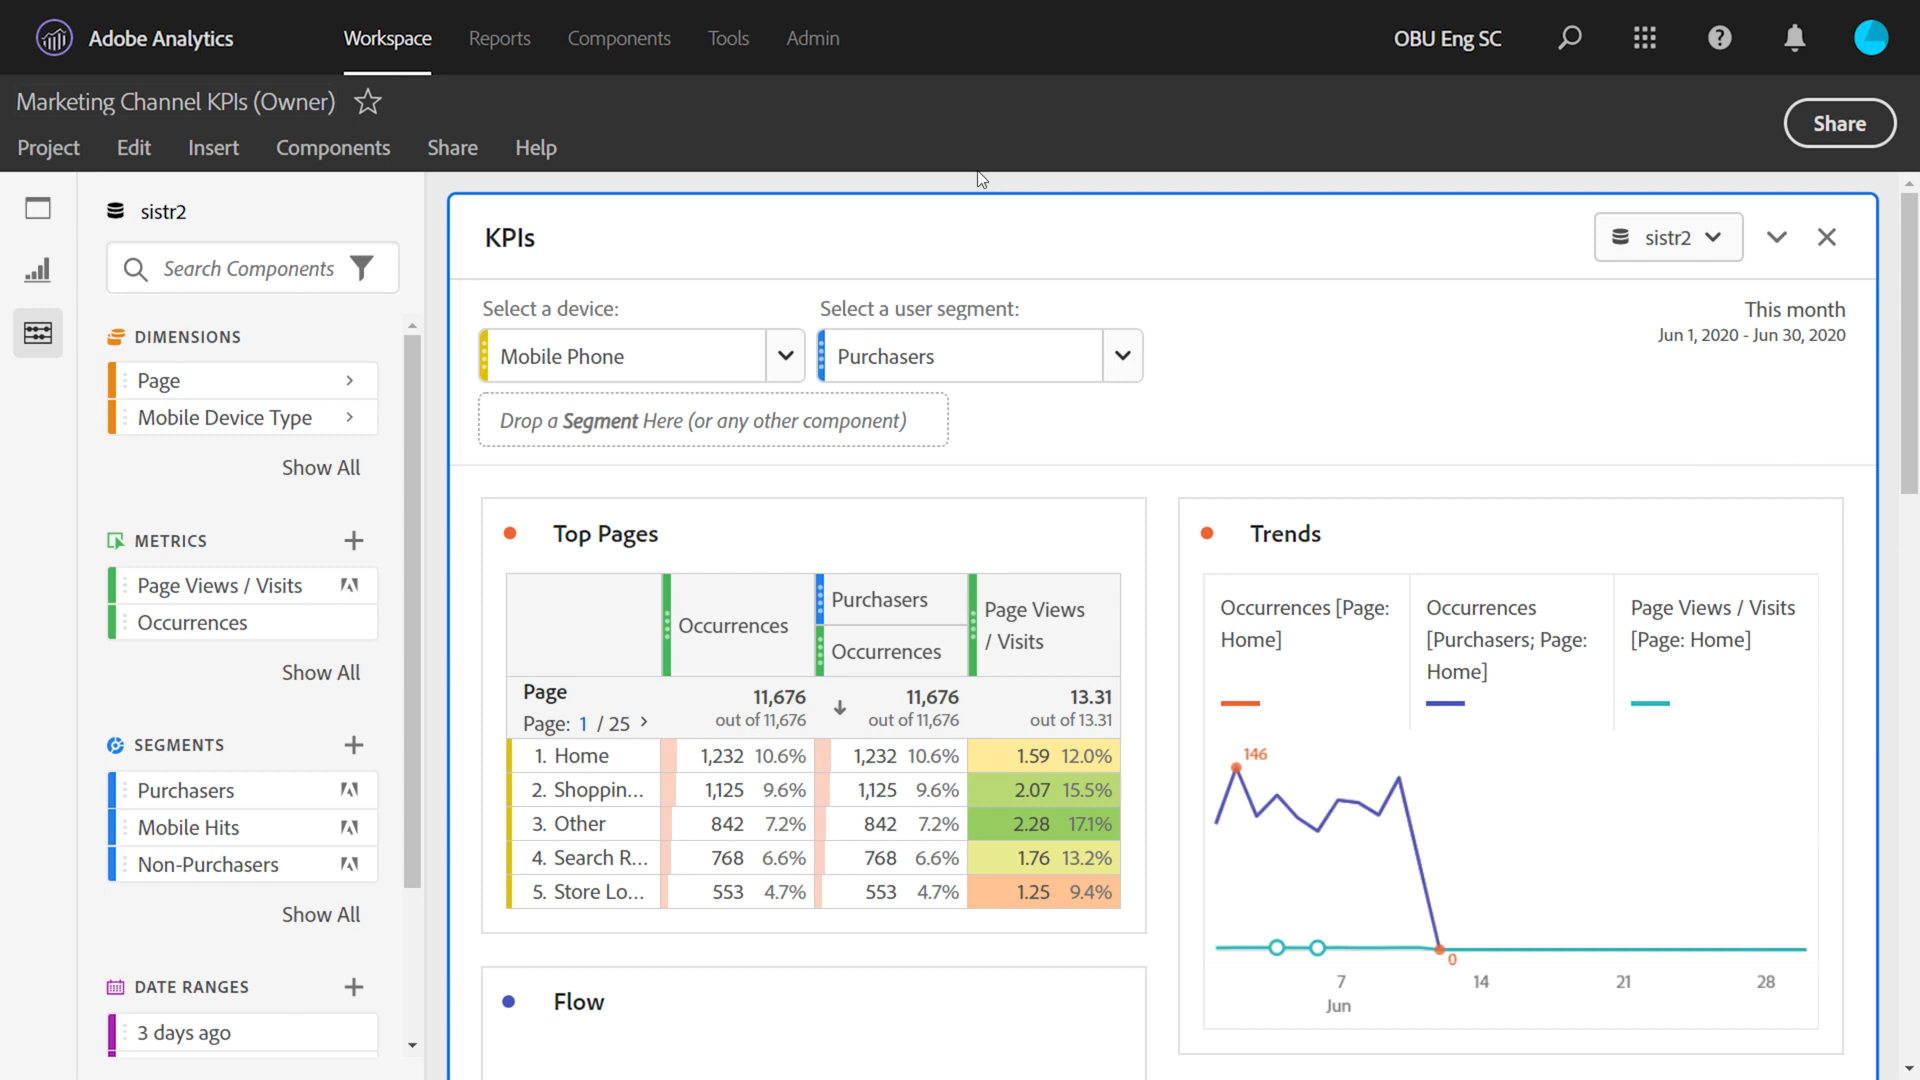 Adobe Analytics
Workspace
Reports
Components
Tools
Admin
OBU Eng SC
Marketing Channel KPIs (Owner)
Project
Edit
Insert
Components
Share
Help
Share
sistr2
Search Components
DIMENSIONS
Page
Mobile Device Type
Show All
METRICS
Page Views / Visits
Occurrences
Show All
SEGMENTS
Purchasers
Mobile Hits
Non-Purchasers
Show All
DATE RANGES
3 days ago
KPIs
sistr2
Select a device:
Mobile Phone
Select a user segment:
Purchasers
This month
Jun 1, 2020 - Jun 30, 2020
Drop a Segment Here (or any other component)
Top Pages
Occurrences
Purchasers
Occurrences
Page Views
/ Visits
Page
Page: 1 / 25
11,676
out of 11,676
11,676
out of 11,676
13.31
out of 13.31
1. Home 1,232 10.6% 1,232 10.6% 1.59 12.0%
2. Shoppin... 1,125 9.6% 1,125 9.6% 2.07 15.5%
3. Other 842 7.2% 842 7.2% 2.28 17.1%
4. Search R... 768 6.6% 768 6.6% 1.76 13.2%
5. Store Lo... 553 4.7% 553 4.7% 1.25 9.4%
Flow
Trends
Occurrences [Page:
Home]
Occurrences
[Purchasers; Page:
Home]
Page Views / Visits
[Page: Home]
146
0
7 14 21 28
Jun